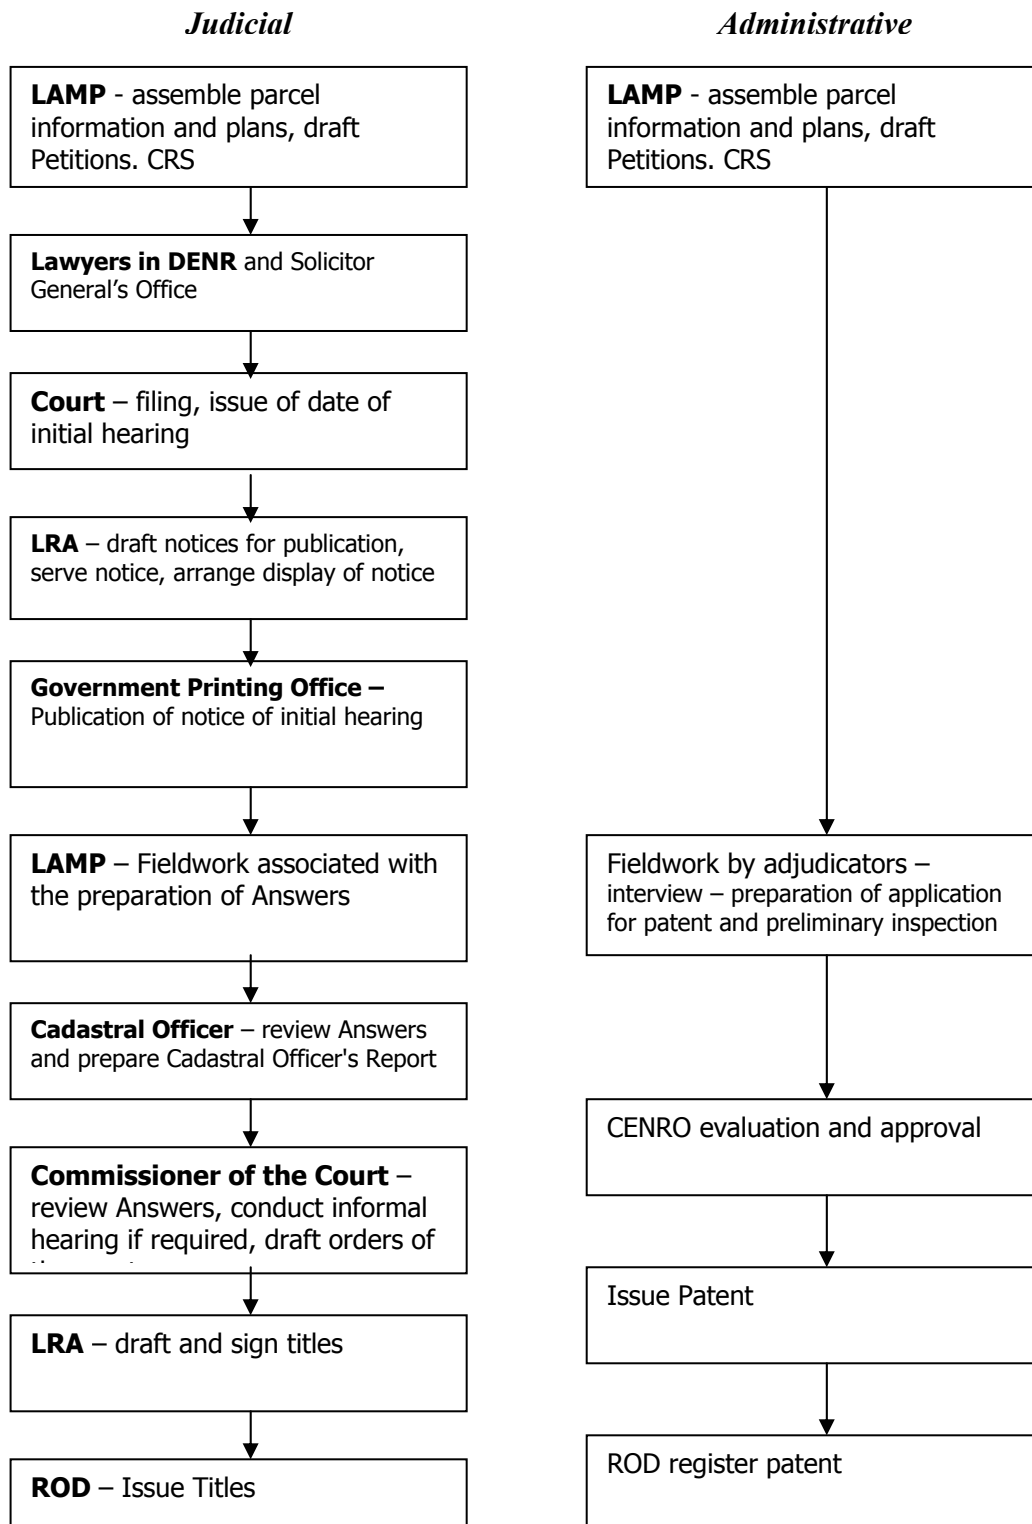 Judicial
LAMP - assemble parcel
information and plans, draft
Petitions. CRS
Lawyers in DENR and Solicitor
General’s Office
Court – filing, issue of date of
initial hearing
LRA – draft notices for publication,
serve notice, arrange display of notice
Government Printing Office –
Publication of notice of initial hearing
LAMP – Fieldwork associated with
the preparation of Answers
Cadastral Officer – review Answers
and prepare Cadastral Officer's Report
Commissioner of the Court –
review Answers, conduct informal
hearing if required, draft orders of
LRA – draft and sign titles
ROD – Issue Titles
Administrative
LAMP - assemble parcel
information and plans, draft
Petitions. CRS
Fieldwork by adjudicators –
interview – preparation of application
for patent and preliminary inspection
CENRO evaluation and approval
Issue Patent
ROD register patent